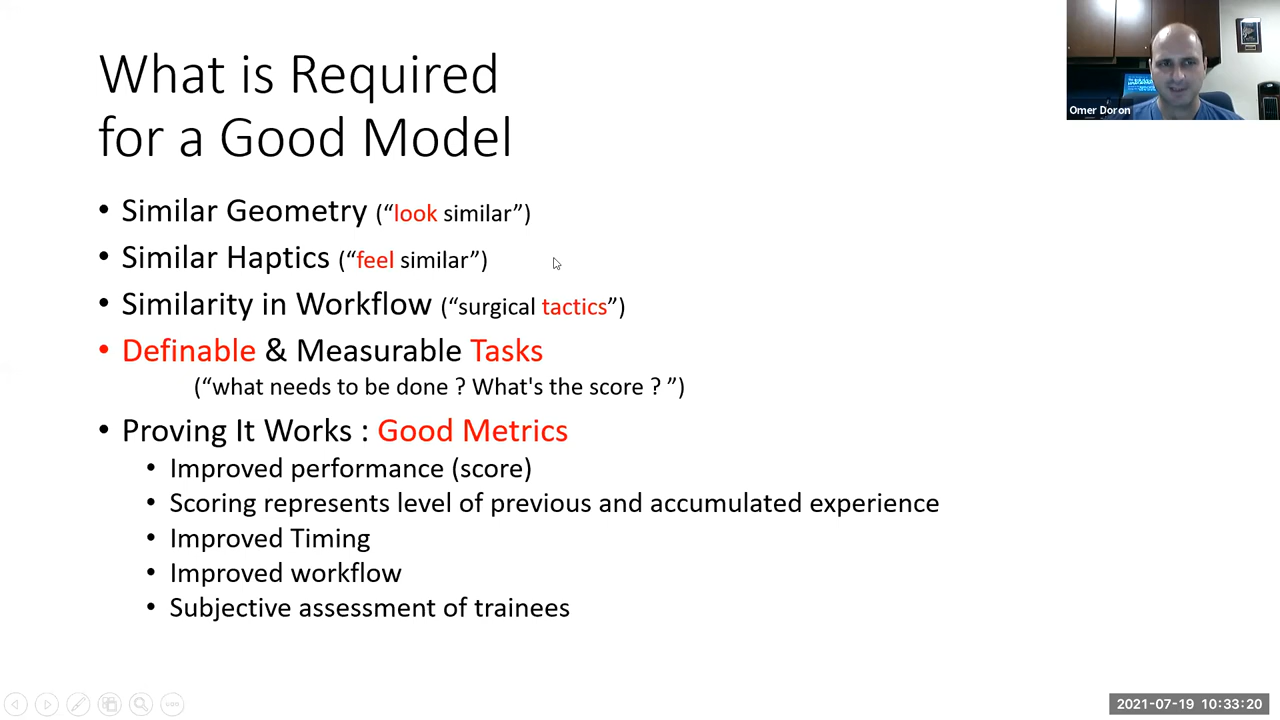 What is Required
for a Good Model
• Similar Geometry (“look similar”)
• Similar Haptics (“feel similar”)
• Similarity in Workflow (“surgical tactics”)
• Definable & Measurable Tasks
(“what needs to be done ? What's the score ? ”)
• Proving It Works : Good Metrics
• Improved performance (score)
• Scoring represents level of previous and accumulated experience
• Improved Timing
• Improved workflow
• Subjective assessment of trainees
Omer Doron
2021-07-19 10:33:20